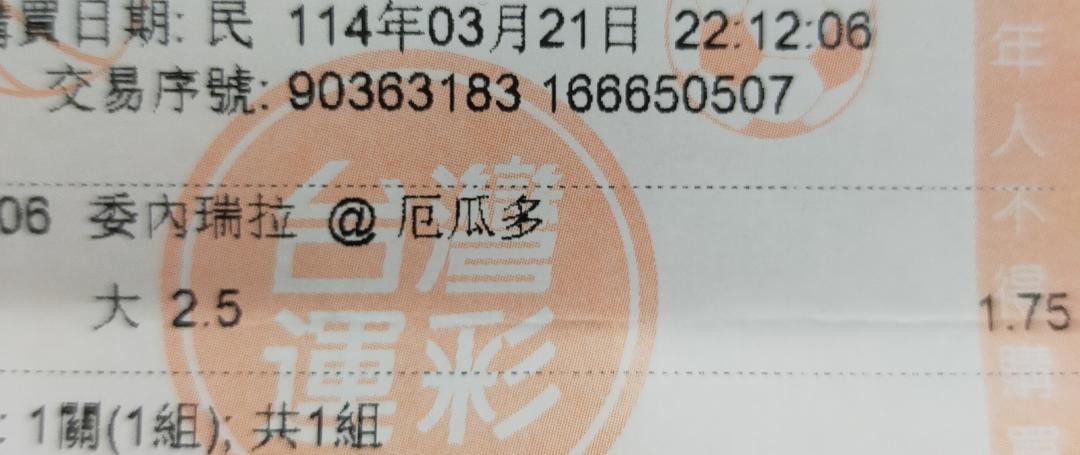 購買日期: 民 114年03月21日 22:12:06
交易序號: 90363183 166650507
06 委內瑞拉 @ 厄瓜多
大 2.5 1.75
: 1關(1組); 共1組
台灣
運彩
年人不得購買